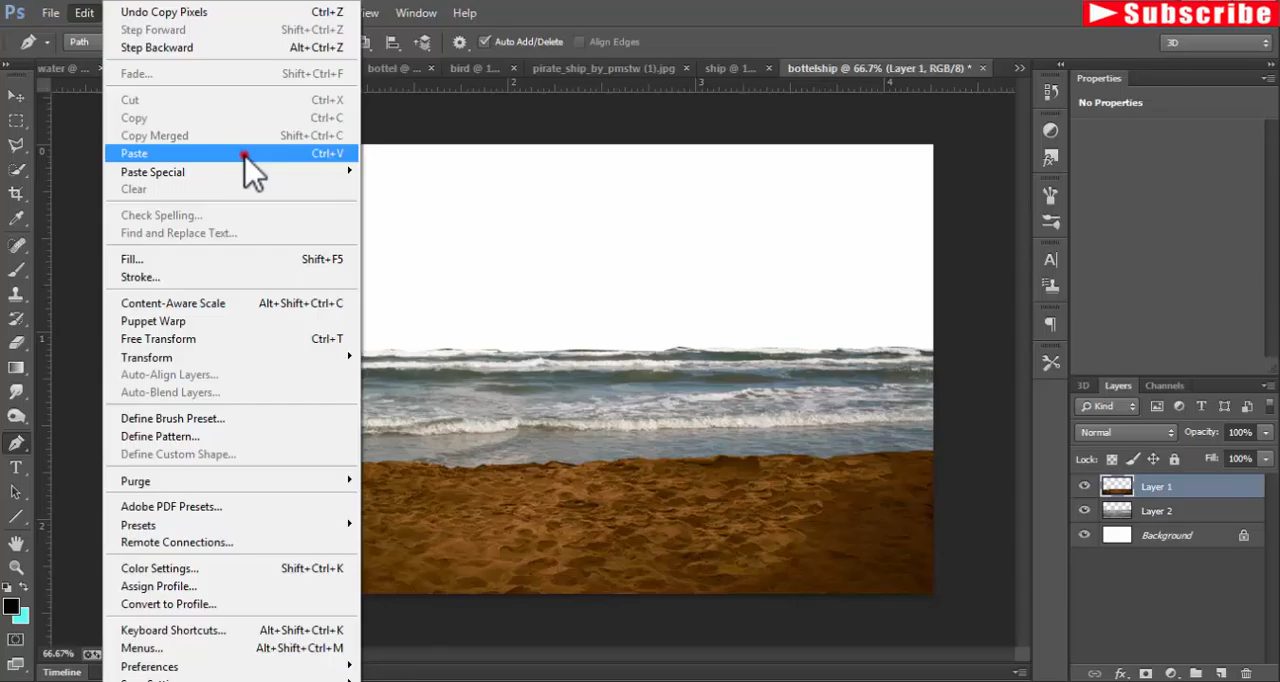 Ps File Edit iew Window Help
Subscribe
Path
Auto Add/Delete Align Edges
3D
water @ ... × bottel @ ... × bird @ 1... × pirate_ship_by_pmstw (1).jpg × ship @ 1... × bottelship @ 66.7% (Layer 1, RGB/8) * × »
Undo Copy Pixels Ctrl+Z
Step Forward Shift+Ctrl+Z
Step Backward Alt+Ctrl+Z
Fade... Shift+Ctrl+F
Cut Ctrl+X
Copy Ctrl+C
Copy Merged Shift+Ctrl+C
Paste Ctrl+V
Paste Special
Clear
Check Spelling...
Find and Replace Text...
Fill... Shift+F5
Stroke...
Content-Aware Scale Alt+Shift+Ctrl+C
Puppet Warp
Free Transform Ctrl+T
Transform
Auto-Align Layers...
Auto-Blend Layers...
Define Brush Preset...
Define Pattern...
Define Custom Shape...
Purge
Adobe PDF Presets...
Presets
Remote Connections...
Color Settings... Shift+Ctrl+K
Assign Profile...
Convert to Profile...
Keyboard Shortcuts... Alt+Shift+Ctrl+K
Menus... Alt+Shift+Ctrl+M
Preferences
2 3 4
0
1
2
66.67%
Timeline
Properties
No Properties
3D Layers Channels
Kind
Normal Opacity: 100%
Lock: Fill: 100%
Layer 1
Layer 2
Background